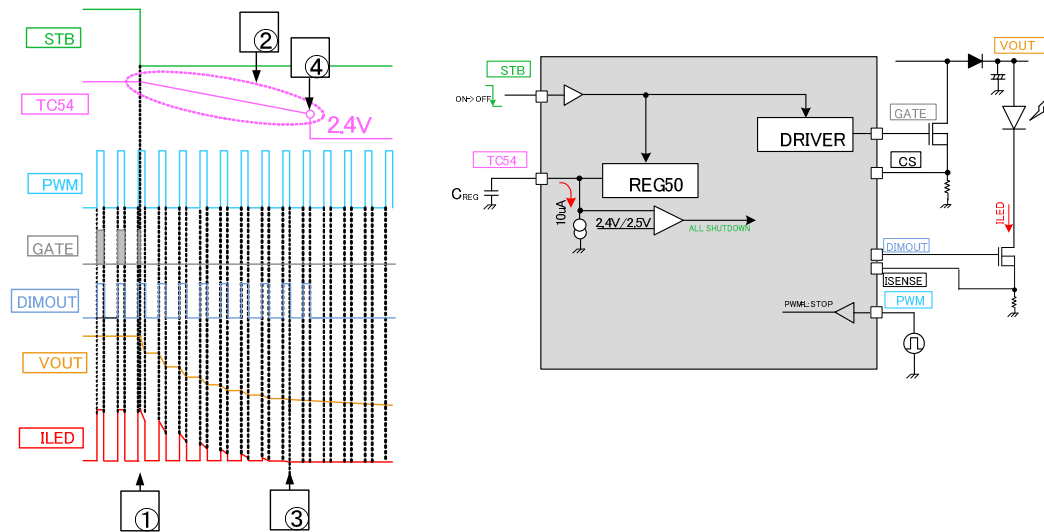 STB
②
④
TC54
2.4V
PWM
GATE
DIMOUT
VOUT
ILED
①
③
STB
ON->OFF
TC54
CREG
10uA
REG50
2.4V/2.5V
ALL SHUTDOWN
DRIVER
GATE
CS
VOUT
ILED
DIMOUT
ISENSE
PWM
PWM=L:STOP